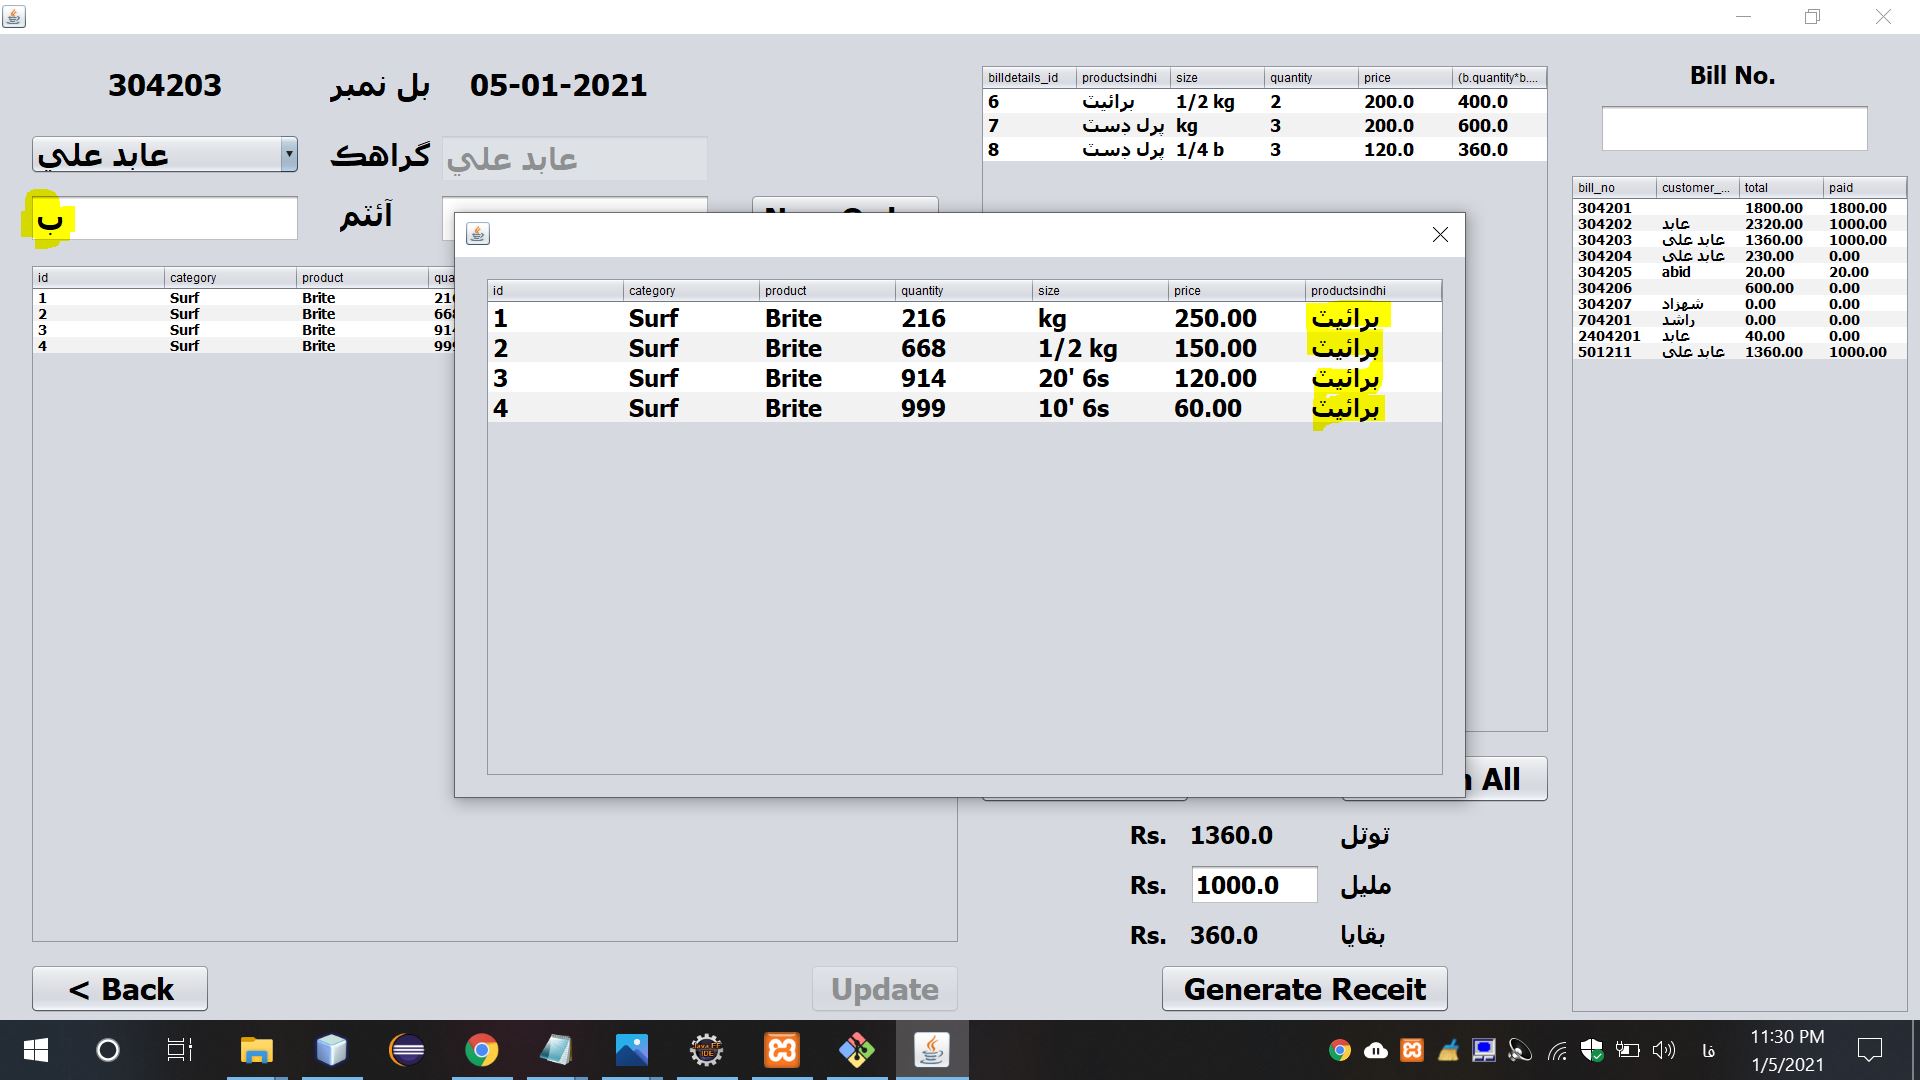 304203 بل نمبر 05-01-2021
عابد علي گراهڪ عابد علي
ب آئٽم
id category product
1 Surf Brite
2 Surf Brite
3 Surf Brite
4 Surf Brite
id category product quantity size price productsindhi
1 Surf Brite 216 kg 250.00 برائيٽ
2 Surf Brite 668 1/2 kg 150.00 برائيٽ
3 Surf Brite 914 20' 6s 120.00 برائيٽ
4 Surf Brite 999 10' 6s 60.00 برائيٽ
billdetails_id productsindhi size quantity price (b.quantity*b....
6 برائيٽ 1/2 kg 2 200.0 400.0
7 پرل ڊسٽ kg 3 200.0 600.0
8 پرل ڊسٽ 1/4 b 3 120.0 360.0
All
Rs. 1360.0 توتل
Rs. 1000.0 مليل
Rs. 360.0 بقايا
< Back Update Generate Receit
Bill No.
bill_no customer_... total paid
304201 1800.00 1800.00
304202 عابد 2320.00 1000.00
304203 عابد علي 1360.00 1000.00
304204 عابد علي 230.00 0.00
304205 abid 20.00 20.00
304206 600.00 0.00
304207 شهزاد 0.00 0.00
704201 راشد 0.00 0.00
2404201 عابد 40.00 0.00
501211 عابد علي 1360.00 1000.00
فا 11:30 PM
1/5/2021